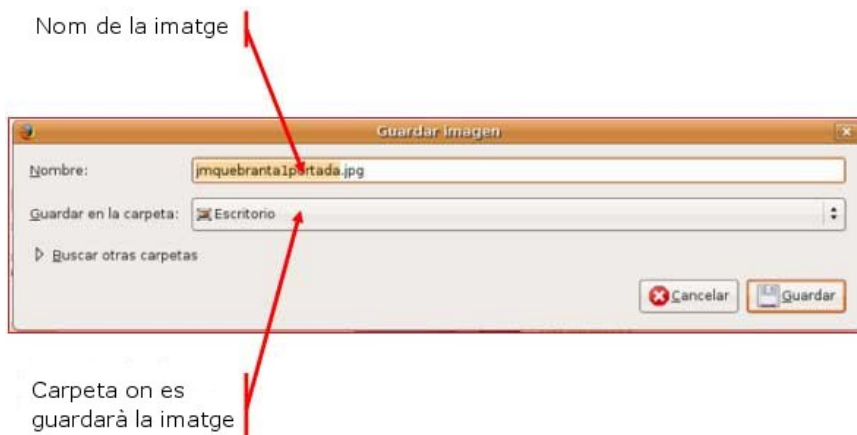 Nom de la imatge
Guardar imagen
Nombre: jmquebranta1portada.jpg
Guardar en la carpeta: Escritorio
Buscar otras carpetas
Cancelar Guardar
Carpeta on es
guardarà la imatge